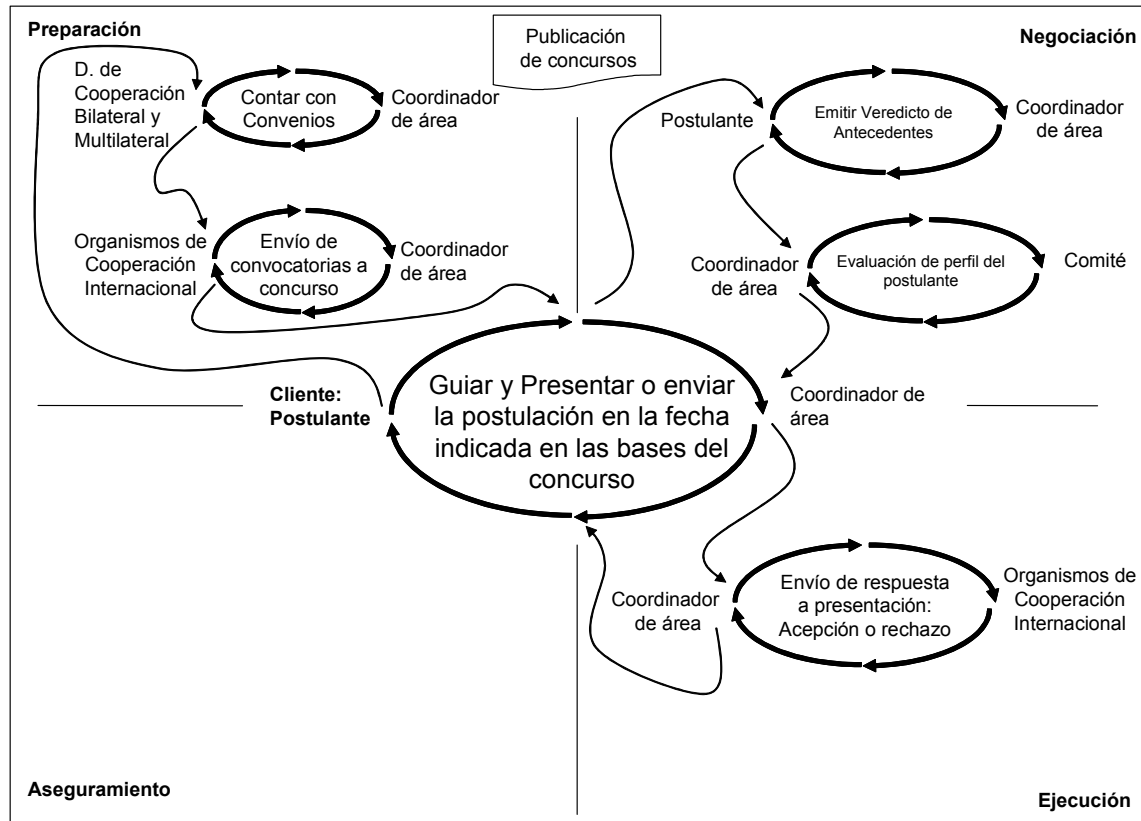 Preparación
Publicación
de concursos
Negociación
D. de
Cooperación
Bilateral y
Multilateral
Contar con
Convenios
Coordinador
de área
Postulante
Emitir Veredicto de
Antecedentes
Coordinador
de área
Organismos de
Cooperación
Internacional
Envío de
convocatorias a
concurso
Coordinador
de área
Coordinador
de área
Evaluación de perfil del
postulante
Comité
Cliente:
Postulante
Guiar y Presentar o enviar
la postulación en la fecha
indicada en las bases del
concurso
Coordinador de
área
Coordinador
de área
Envío de respuesta
a presentación:
Acepción o rechazo
Organismos de
Cooperación
Internacional
Aseguramiento
Ejecución